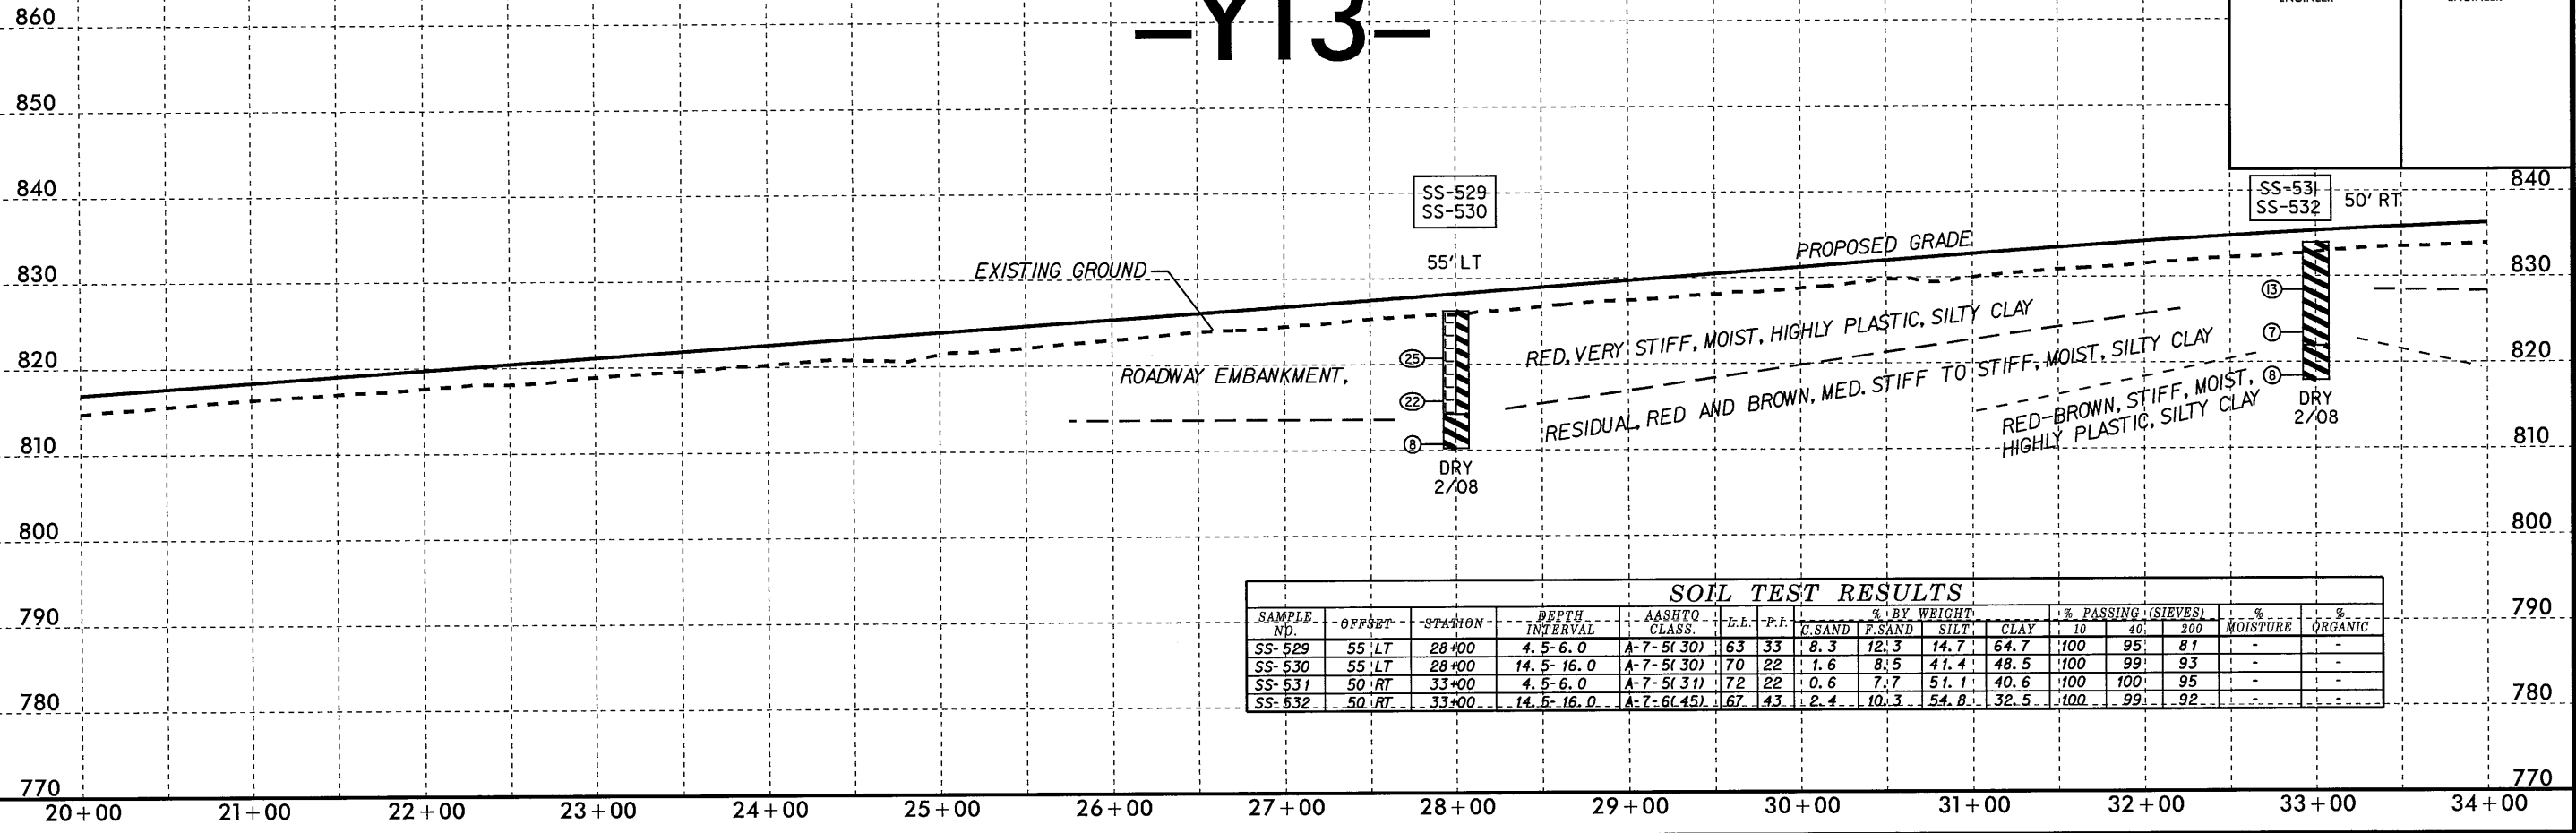 -Y13-
860
850
840
830
820
810
800
790
780
770
840
830
820
810
800
790
780
770
SS-529
SS-530
55' LT
SS-531
SS-532
50' RT
EXISTING GROUND
PROPOSED GRADE
ROADWAY EMBANKMENT,
RED, VERY STIFF, MOIST, HIGHLY PLASTIC, SILTY CLAY
RESIDUAL, RED AND BROWN, MED. STIFF TO STIFF, MOIST, SILTY CLAY
RED-BROWN, STIFF, MOIST,
HIGHLY PLASTIC, SILTY CLAY
25
22
8
DRY
2/08
13
7
8
DRY
2/08
SOIL TEST RESULTS
SAMPLE NO. OFFSET STATION DEPTH INTERVAL AASHTO CLASS. L.L. P.I. % BY WEIGHT C.SAND F.SAND SILT CLAY % PASSING (SIEVES) 10 40 200 % MOISTURE % ORGANIC
SS-529 55 LT 28+00 4.5-6.0 A-7-5(30) 63 33 8.3 12.3 14.7 64.7 100 95 81 - -
SS-530 55 LT 28+00 14.5-16.0 A-7-5(30) 70 22 1.6 8.5 41.4 48.5 100 99 93 - -
SS-531 50 RT 33+00 4.5-6.0 A-7-5(31) 72 22 0.6 7.7 51.1 40.6 100 100 95 - -
SS-532 50 RT 33+00 14.5-16.0 A-7-6(45) 67 43 2.4 10.3 54.8 32.5 100 99 92 - -
20+00 21+00 22+00 23+00 24+00 25+00 26+00 27+00 28+00 29+00 30+00 31+00 32+00 33+00 34+00